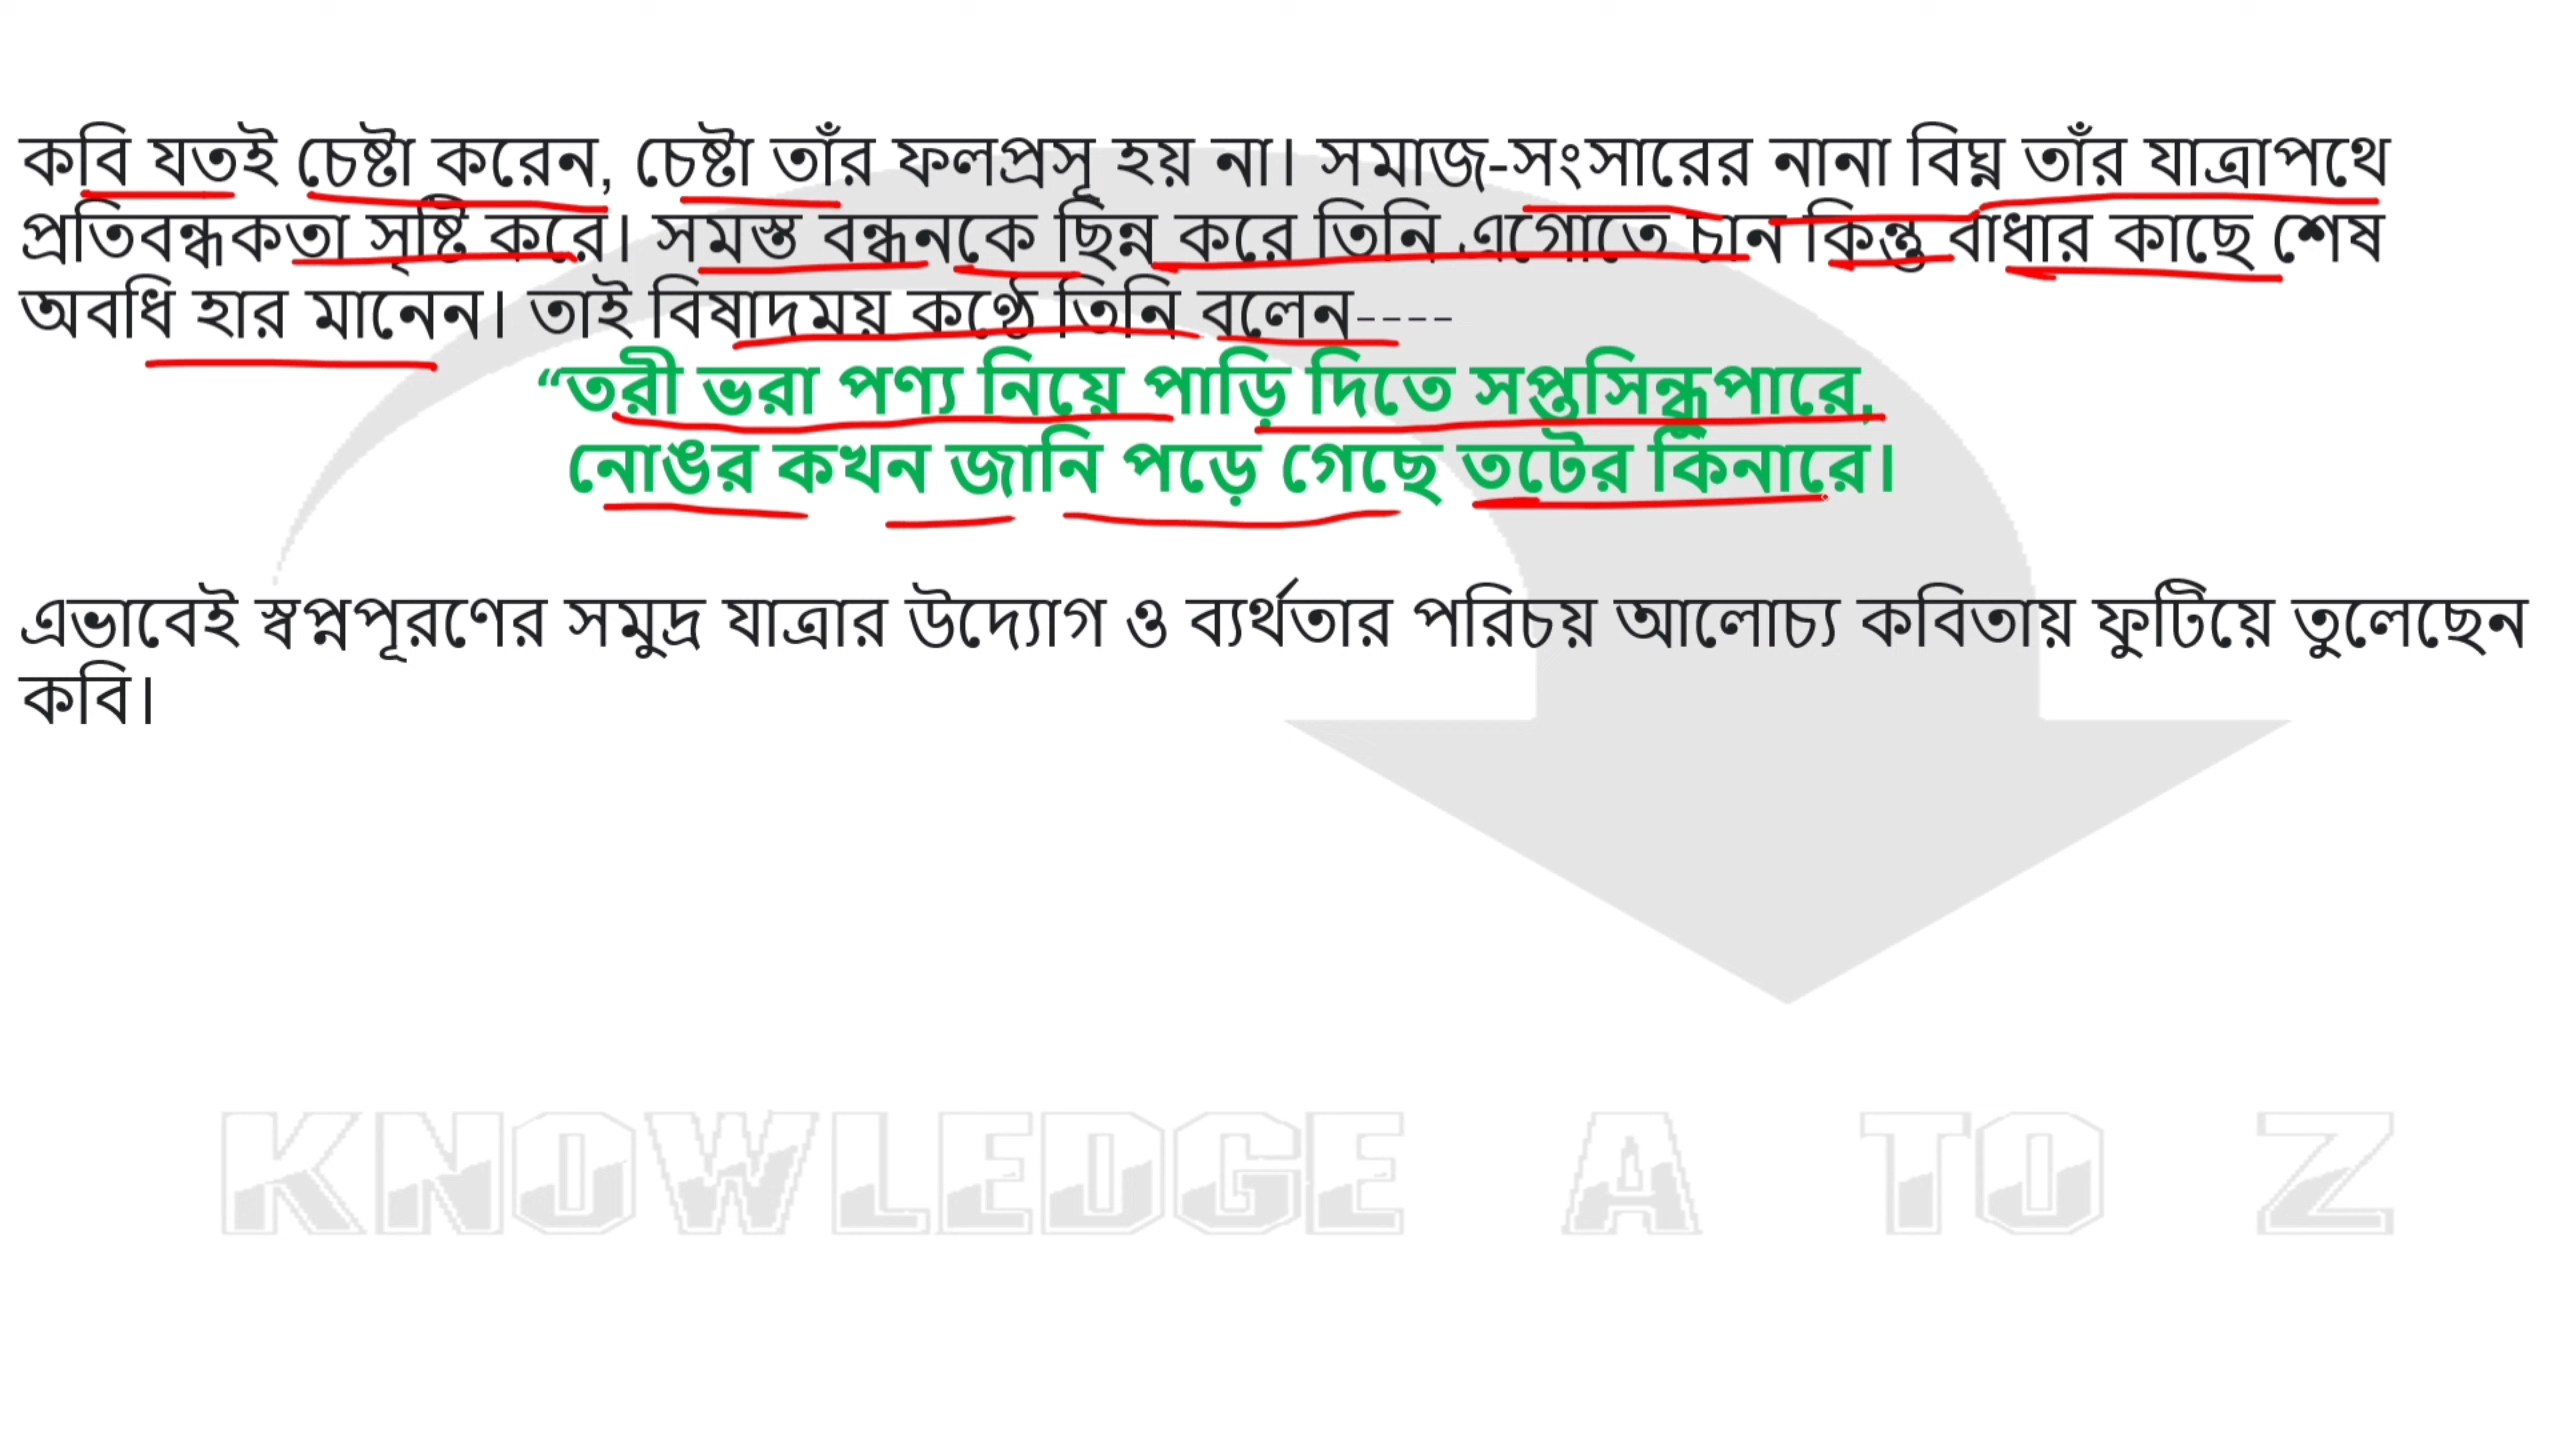 কবি যতই চেষ্টা করেন, চেষ্টা তাঁর ফলপ্রসূ হয় না। সমাজ-সংসারের নানা বিঘ্ন তাঁর যাত্রাপথে
প্রতিবন্ধকতা সৃষ্টি করে। সমস্ত বন্ধনকে ছিন্ন করে তিনি এগোতে চান কিন্তু বাধার কাছে শেষ
অবধি হার মানেন। তাই বিষাদময় কণ্ঠে তিনি বলেন----
“তরী ভরা পণ্য নিয়ে পাড়ি দিতে সপ্তসিন্ধুপারে,
নোঙর কখন জানি পড়ে গেছে তটের কিনারে।
এভাবেই স্বপ্নপূরণের সমুদ্র যাত্রার উদ্যোগ ও ব্যর্থতার পরিচয় আলোচ্য কবিতায় ফুটিয়ে তুলেছেন
কবি।
KNOWLEDGE A TO Z